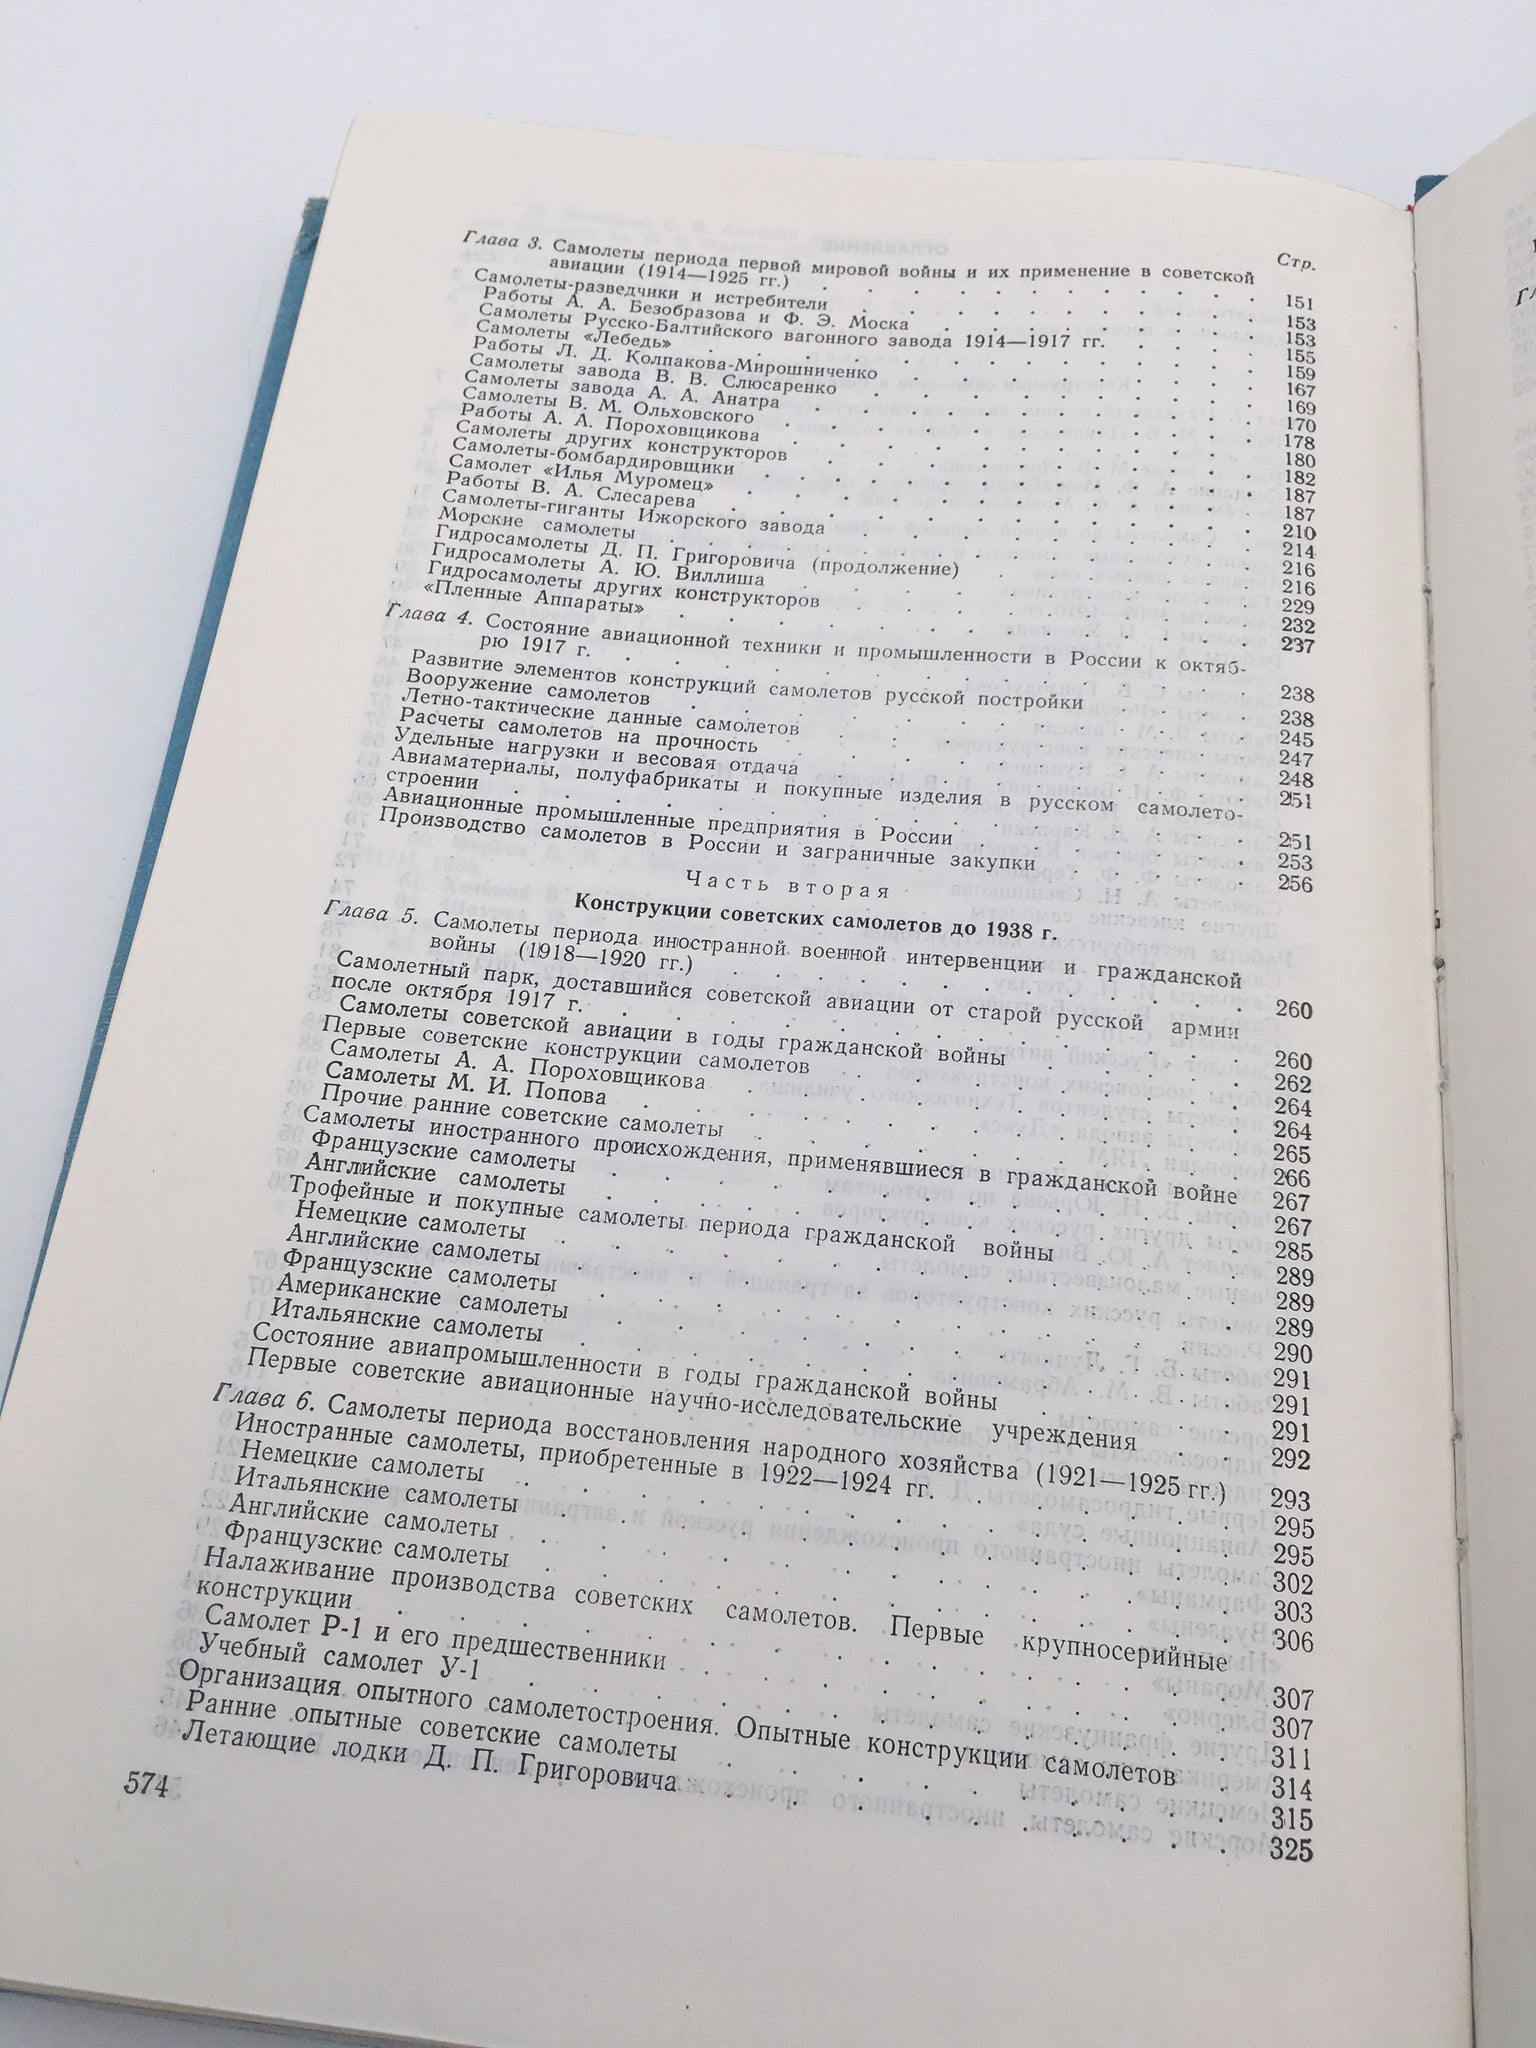 Стр.
Глава 3. Самолеты периода первой мировой войны и их применение в советской
авиации (1914—1925 гг.) . . . . . . . . . 151
Самолеты-разведчики и истребители . . . . . . . 153
Работы А. А. Безобразова и Ф. Э. Моска . . . . . . 153
Самолеты Русско-Балтийского вагонного завода 1914—1917 гг. . . . 155
Самолеты «Лебедь» . . . . . . . . . 159
Работы Л. Д. Колпакова-Мирошниченко . . . . . . 167
Самолеты завода В. В. Слюсаренко . . . . . . . 169
Самолеты завода А. А. Анатра . . . . . . . 170
Самолеты В. М. Ольховского . . . . . . . 178
Работы А. А. Пороховщикова . . . . . . . 180
Самолеты других конструкторов . . . . . . . 182
Самолеты-бомбардировщики . . . . . . . . 187
Самолет «Илья Муромец» . . . . . . . . 187
Работы В. А. Слесарева . . . . . . . . 210
Самолеты-гиганты Ижорского завода . . . . . . . 214
Морские самолеты . . . . . . . . . 216
Гидросамолеты Д. П. Григоровича (продолжение) . . . . . 216
Гидросамолеты А. Ю. Виллиша . . . . . . . 229
Гидросамолеты других конструкторов . . . . . . 232
«Пленные Аппараты» . . . . . . . . . 237
Глава 4. Состояние авиационной техники и промышленности в России к октяб-
рю 1917 г. . . . . . . . . . . 238
Развитие элементов конструкций самолетов русской постройки . . . 238
Вооружение самолетов . . . . . . . . . 245
Летно-тактические данные самолетов . . . . . . . 247
Расчеты самолетов на прочность . . . . . . . 248
Удельные нагрузки и весовая отдача . . . . . . . 251
Авиаматериалы, полуфабрикаты и покупные изделия в русском самолето-
строении . . . . . . . . . . . 251
Авиационные промышленные предприятия в России . . . . . 253
Производство самолетов в России и заграничные закупки . . . . 256
Часть вторая
Конструкции советских самолетов до 1938 г.
Глава 5. Самолеты периода иностранной военной интервенции и гражданской
войны (1918—1920 гг.) . . . . . . . . . 260
Самолетный парк, доставшийся советской авиации от старой русской армии
после октября 1917 г. . . . . . . . . . 260
Самолеты советской авиации в годы гражданской войны . . . . 262
Первые советские конструкции самолетов . . . . . . 264
Самолеты А. А. Пороховщикова . . . . . . . 264
Самолеты М. И. Попова . . . . . . . . 265
Прочие ранние советские самолеты . . . . . . . 266
Самолеты иностранного происхождения, применявшиеся в гражданской войне 267
Французские самолеты . . . . . . . . 267
Английские самолеты . . . . . . . . . 285
Трофейные и покупные самолеты периода гражданской войны . . . 289
Немецкие самолеты . . . . . . . . . 289
Английские самолеты . . . . . . . . . 289
Французские самолеты . . . . . . . . 290
Американские самолеты . . . . . . . . 291
Итальянские самолеты . . . . . . . . 291
Состояние авиапромышленности в годы гражданской войны . . . 291
Первые советские авиационные научно-исследовательские учреждения . . 292
Глава 6. Самолеты периода восстановления народного хозяйства (1921—1925 гг.) 293
Иностранные самолеты, приобретенные в 1922—1924 гг. . . . . 295
Немецкие самолеты . . . . . . . . . 295
Итальянские самолеты . . . . . . . . 302
Английские самолеты . . . . . . . . . 303
Французские самолеты . . . . . . . . 306
Налаживание производства советских самолетов. Первые крупносерийные
конструкции . . . . . . . . . . 307
Самолет Р-1 и его предшественники . . . . . . . 307
Учебный самолет У-1 . . . . . . . . . 311
Организация опытного самолетостроения. Опытные конструкции самолетов . 314
Ранние опытные советские самолеты . . . . . . . 315
Летающие лодки Д. П. Григоровича . . . . . . . 325
574